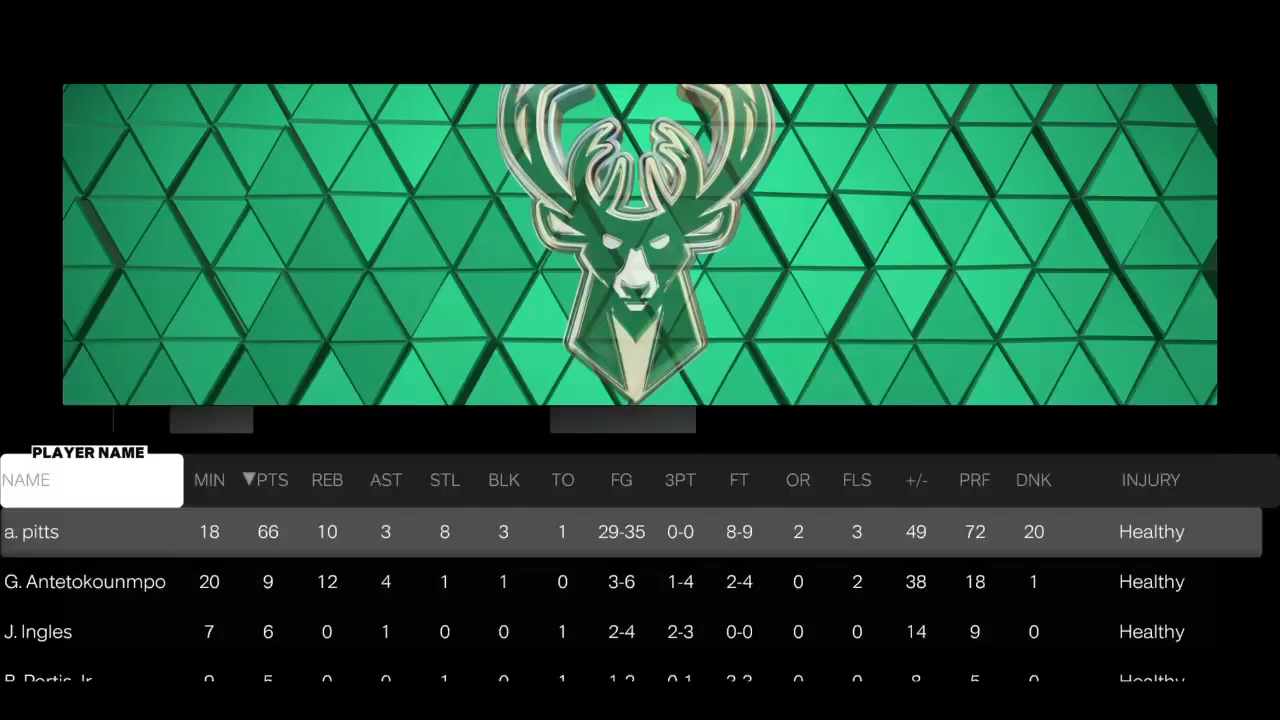 PLAYER NAME
NAME MIN ▼PTS REB AST STL BLK TO FG 3PT FT OR FLS +/- PRF DNK INJURY
a. pitts 18 66 10 3 8 3 1 29-35 0-0 8-9 2 3 49 72 20 Healthy
G. Antetokounmpo 20 9 12 4 1 1 0 3-6 1-4 2-4 0 2 38 18 1 Healthy
J. Ingles 7 6 0 1 0 0 1 2-4 2-3 0-0 0 0 14 9 0 Healthy